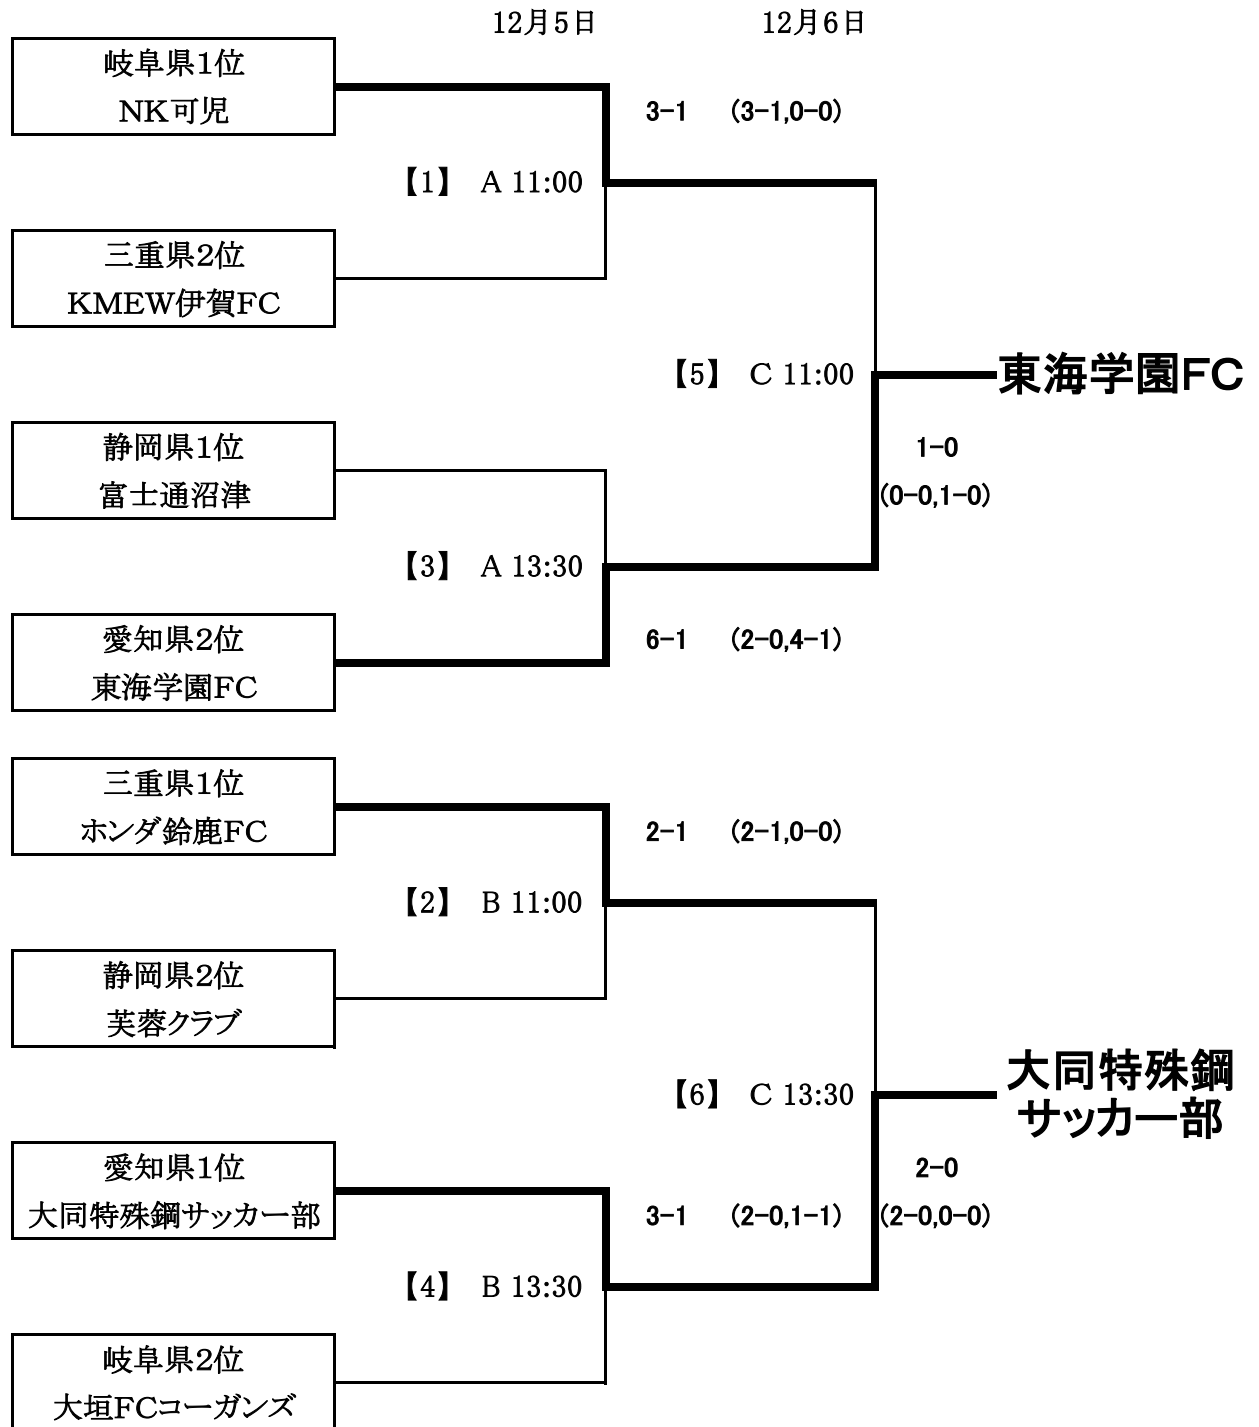 12月5日
12月6日
岐阜県1位
NK可児
3-1 (3-1,0-0)
【1】 A 11:00
三重県2位
KMEW伊賀FC
【5】 C 11:00
東海学園FC
静岡県1位
富士通沼津
1-0
(0-0,1-0)
【3】 A 13:30
愛知県2位
東海学園FC
6-1 (2-0,4-1)
三重県1位
ホンダ鈴鹿FC
2-1 (2-1,0-0)
【2】 B 11:00
静岡県2位
芙蓉クラブ
【6】 C 13:30
大同特殊鋼
サッカー部
愛知県1位
大同特殊鋼サッカー部
2-0
3-1 (2-0,1-1)
(2-0,0-0)
【4】 B 13:30
岐阜県2位
大垣FCコーガンズ